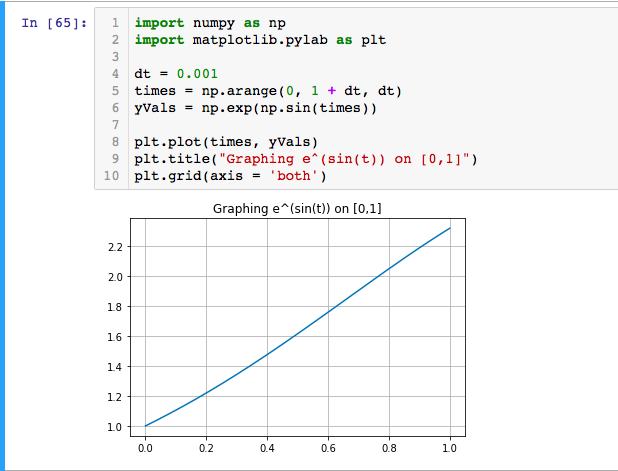 In [65]:
1 import numpy as np
2 import matplotlib.pylab as plt
3
4 dt = 0.001
5 times = np.arange(0, 1 + dt, dt)
6 yVals = np.exp(np.sin(times))
7
8 plt.plot(times, yVals)
9 plt.title("Graphing e^(sin(t)) on [0,1]")
10 plt.grid(axis = 'both')
Graphing e^(sin(t)) on [0,1]
2.2
2.0
1.8
1.6
1.4
1.2
1.0
0.0 0.2 0.4 0.6 0.8 1.0